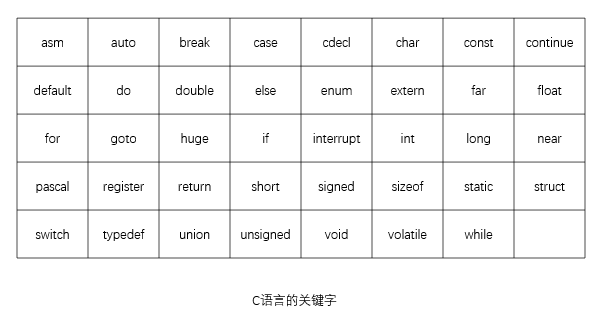 asm auto break case cdecl char const continue
default do double else enum extern far float
for goto huge if interrupt int long near
pascal register return short signed sizeof static struct
switch typedef union unsigned void volatile while
C语言的关键字